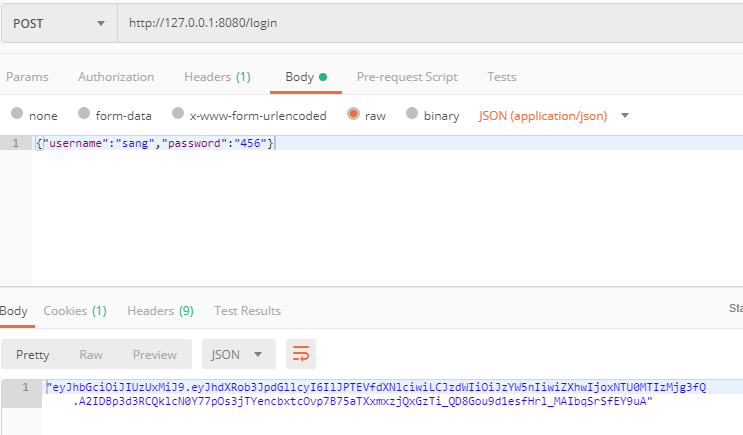 POST http://127.0.0.1:8080/login
Params Authorization Headers (1) Body Pre-request Script Tests
none form-data x-www-form-urlencoded raw binary JSON (application/json)
1 {"username":"sang","password":"456"}
Body Cookies (1) Headers (9) Test Results Sta
Pretty Raw Preview JSON
1 "eyJhbGciOiJIUzUxMiJ9.eyJhdXRob3JpdGllcyI6IlJPTEVfdXNlciwiLCJzdWIiOiJzYW5nIiwiZXhwIjoxNTU0MTIzMjg3fQ
.A2IDBp3d3RCQklcN0Y77pOs3jTYencbxtcOvp7B75aTXxmxzjQxGzTi_QD8Gou9d1esfHrl_MAIbqSrSfEY9uA"